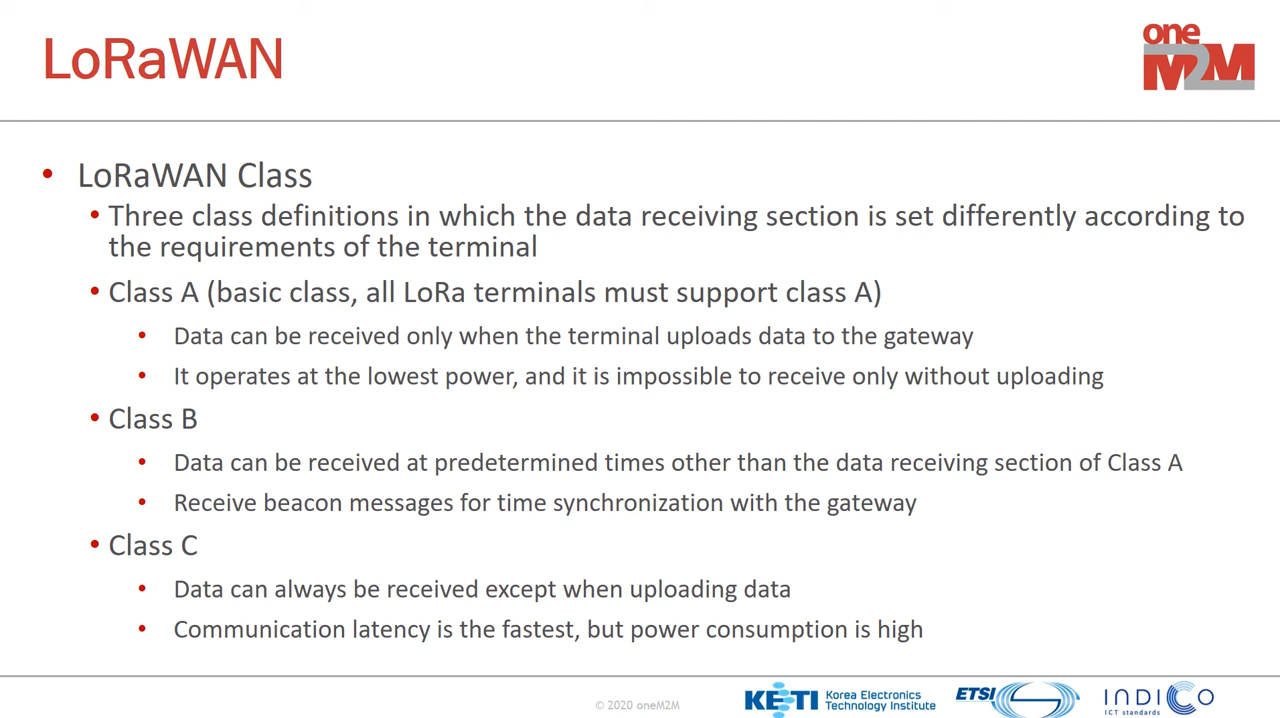 LoRaWAN
one
M2M
• LoRaWAN Class
• Three class definitions in which the data receiving section is set differently according to
the requirements of the terminal
• Class A (basic class, all LoRa terminals must support class A)
• Data can be received only when the terminal uploads data to the gateway
• It operates at the lowest power, and it is impossible to receive only without uploading
• Class B
• Data can be received at predetermined times other than the data receiving section of Class A
• Receive beacon messages for time synchronization with the gateway
• Class C
• Data can always be received except when uploading data
• Communication latency is the fastest, but power consumption is high
© 2020 oneM2M
KETI Korea Electronics
Technology Institute
ETSI
INDICO
ICT standards